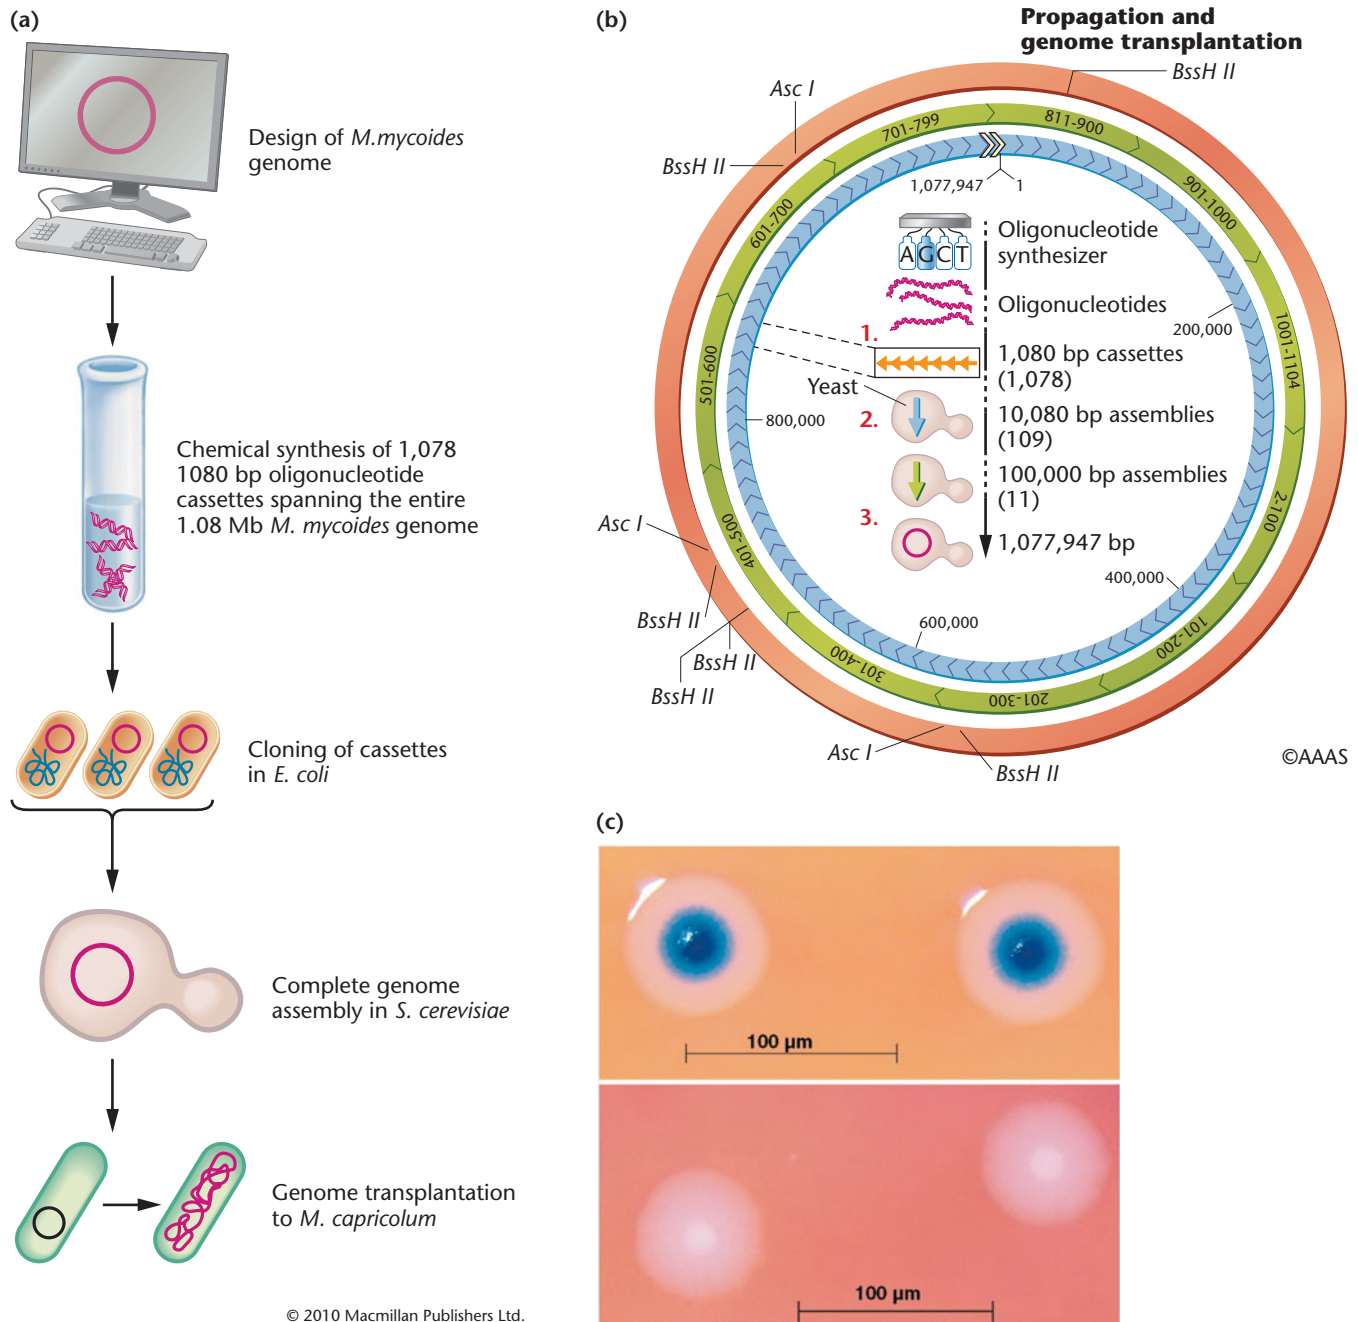 (a)
Design of M.mycoides
genome
Chemical synthesis of 1,078
1080 bp oligonucleotide
cassettes spanning the entire
1.08 Mb M. mycoides genome
Cloning of cassettes
in E. coli
Complete genome
assembly in S. cerevisiae
Genome transplantation
to M. capricolum
© 2010 Macmillan Publishers Ltd.
(b)
Propagation and
genome transplantation
BssH II
Asc I
BssH II
701-799
811-900
601-700
901-1000
501-600
1001-1104
401-500
2-100
301-400
101-200
201-300
1,077,947
1
200,000
400,000
600,000
800,000
A G C T
Oligonucleotide
synthesizer
Oligonucleotides
1.
1,080 bp cassettes
(1,078)
Yeast
2.
10,080 bp assemblies
(109)
100,000 bp assemblies
(11)
3.
1,077,947 bp
Asc I
BssH II
BssH II
BssH II
Asc I
BssH II
©AAAS
(c)
100 µm
100 µm